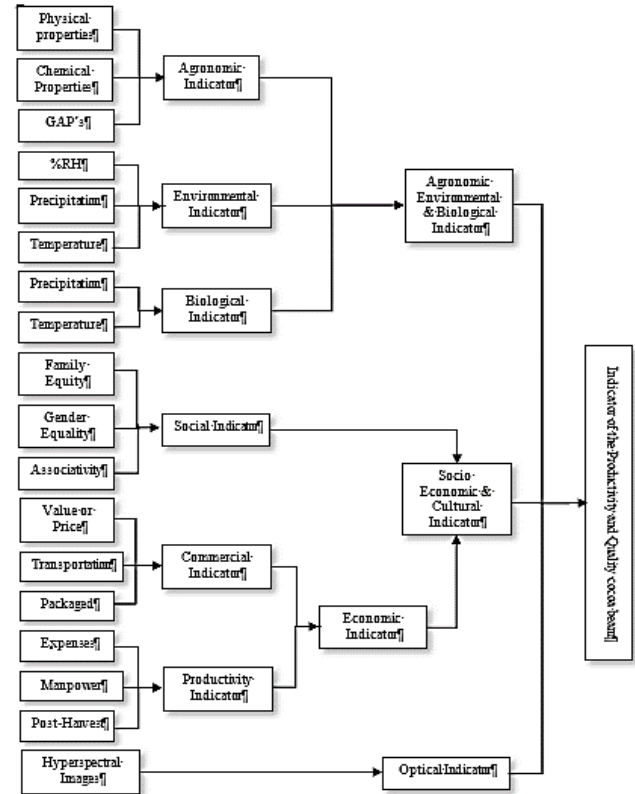 Physical·
properties¶
Chemical·
Properties¶
GAP´s¶
Agronomic·
Indicator¶
%RH¶
Precipitation¶
Temperature¶
Environmental·
Indicator¶
Precipitation¶
Temperature¶
Biological·
Indicator¶
Agronomic·
Environmental·
&·Biological·
Indicator¶
Family·
Equity¶
Gender·
Equality¶
Associativity¶
Social·Indicator¶
Value·or·
Price¶
Transportation¶
Packaged¶
Commercial·
Indicator¶
Expenses¶
Manpower¶
Post-Harvest¶
Productivity·
Indicator¶
Economic·
Indicator¶
Socio·
Economic·&·
Cultural·
Indicator¶
Hyperspectral·
Images¶
Optical·Indicator¶
Indicator·of·the·Productivity·and·Quality·cocoa·bean¶